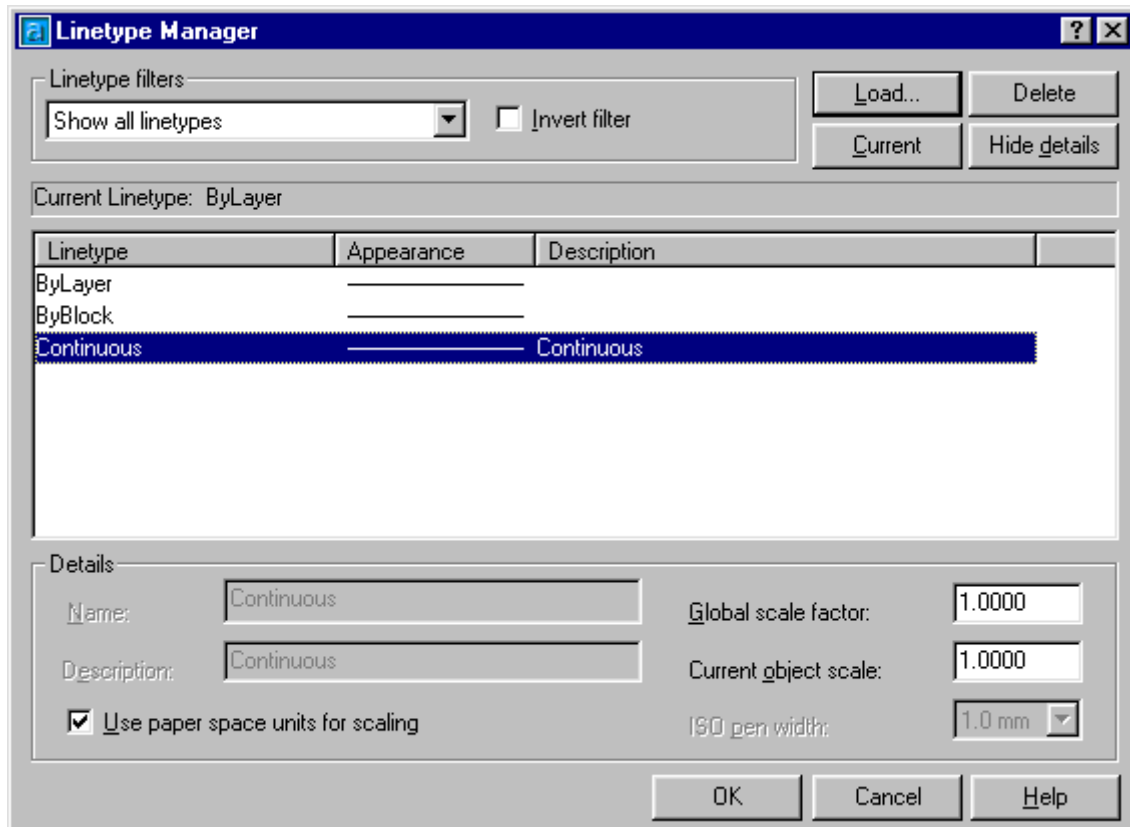 Linetype Manager
Linetype filters
Show all linetypes
Invert filter
Load...
Delete
Current
Hide details
Current Linetype: ByLayer
Linetype Appearance Description
ByLayer
ByBlock
Continuous Continuous
Details
Name: Continuous
Global scale factor: 1.0000
Description: Continuous
Current object scale: 1.0000
Use paper space units for scaling
ISO pen width: 1.0 mm
OK Cancel Help